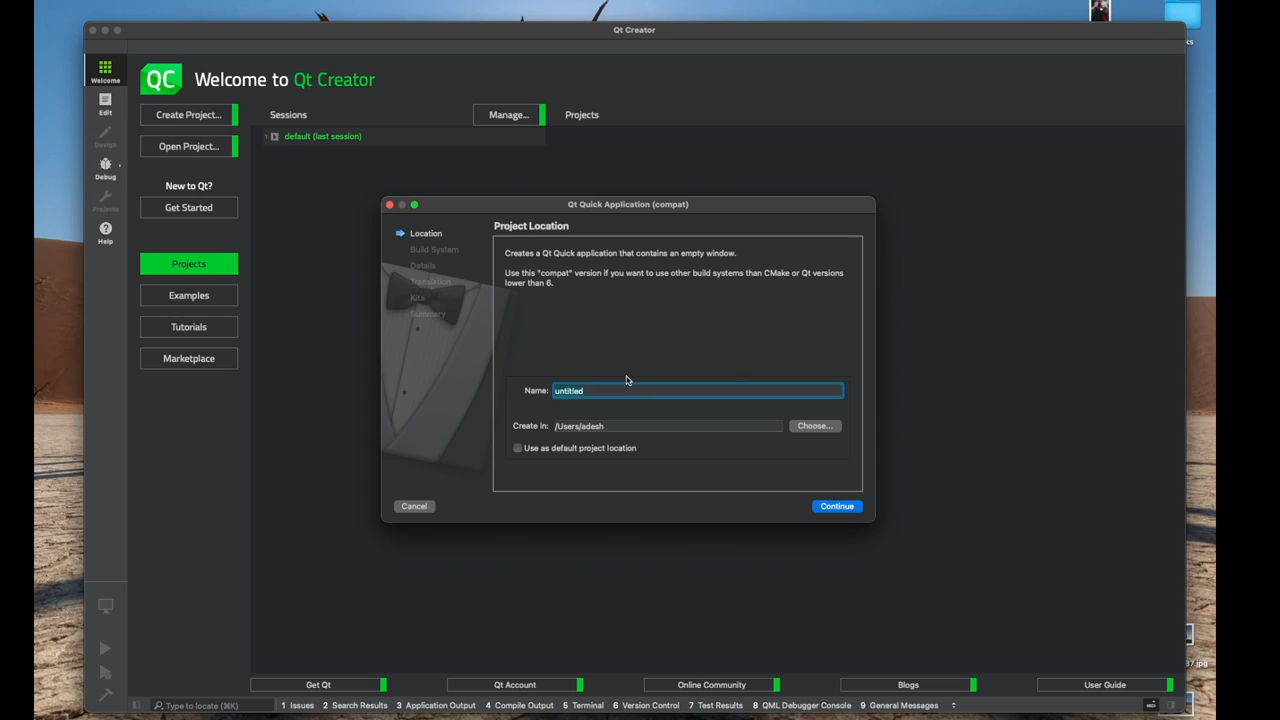 Qt Creator
ks
Welcome
Edit
Design
Debug
Projects
Help
QC Welcome to Qt Creator
Create Project...
Open Project...
New to Qt?
Get Started
Projects
Examples
Tutorials
Marketplace
Sessions
Manage...
Projects
1 default (last session)
Qt Quick Application (compat)
Location
Build System
Details
Translation
Kits
Summary
Project Location
Creates a Qt Quick application that contains an empty window.
Use this "compat" version if you want to use other build systems than CMake or Qt versions
lower than 6.
Name: untitled
Create in: /Users/adesh Choose...
Use as default project location
Cancel Continue
37.jpg
Get Qt Qt Account Online Community Blogs User Guide
Type to locate (⌘K) 1 Issues 2 Search Results 3 Application Output 4 Compile Output 5 Terminal 6 Version Control 7 Test Results 8 QML Debugger Console 9 General Messages